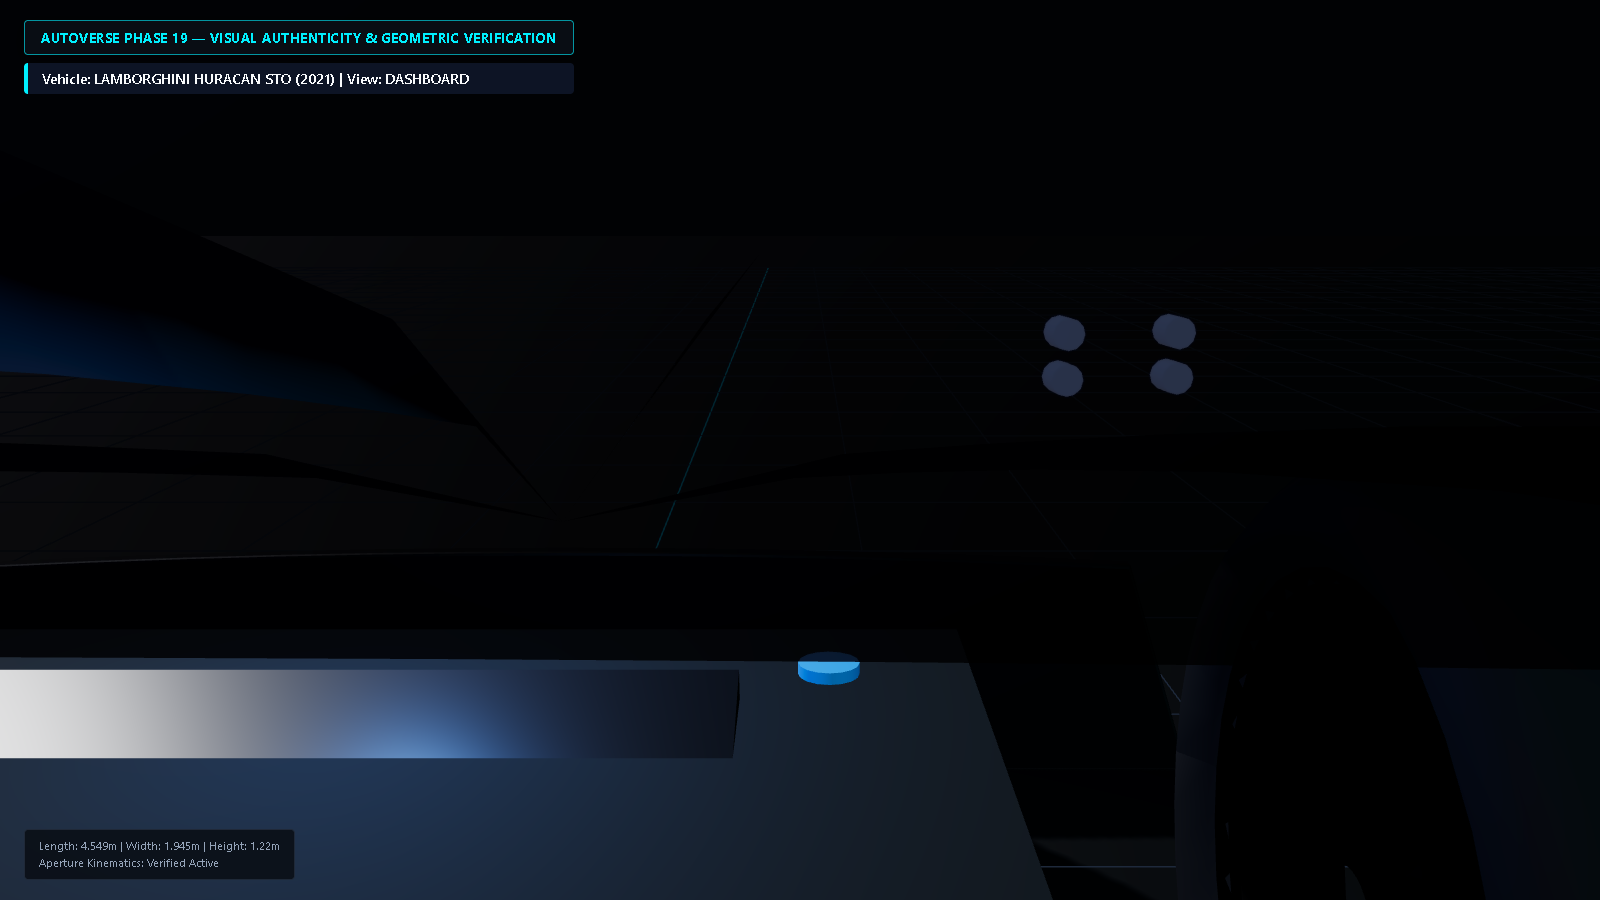 AUTOVERSE PHASE 19 — VISUAL AUTHENTICITY & GEOMETRIC VERIFICATION
Vehicle: LAMBORGHINI HURACAN STO (2021) | View: DASHBOARD
Length: 4.549m | Width: 1.945m | Height: 1.22m
Aperture Kinematics: Verified Active